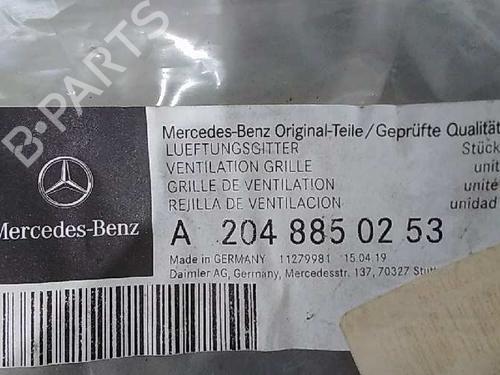 B-PARTS
Mercedes-Benz Original-Teile/Geprüfte Qualität
LUEFTUNGSGITTER Stück
VENTILATION GRILLE unit
GRILLE DE VENTILATION unité
REJILLA DE VENTILACION unidad
Mercedes-Benz
A 204 885 02 53
Made in GERMANY 11279981 15.04.19
Daimler AG, Germany, Mercedesstr. 137, 70327 Stutt